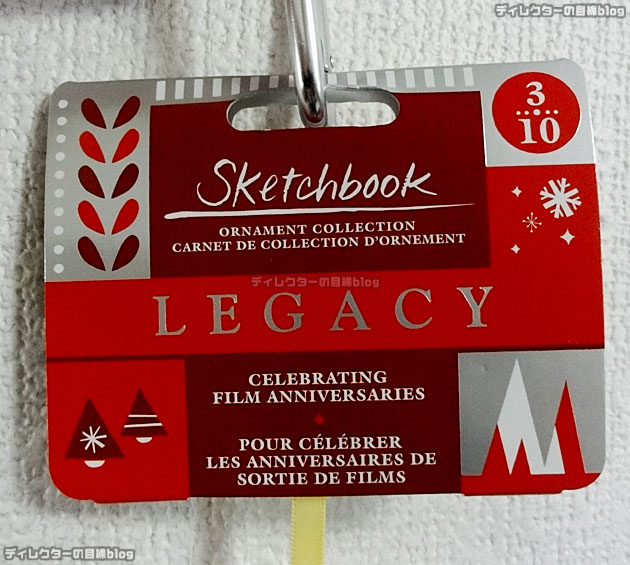 ディレクターの目線blog
3
10
Sketchbook
ORNAMENT COLLECTION
CARNET DE COLLECTION D'ORNEMENT
ディレクターの目線blog
LEGACY
CELEBRATING
FILM ANNIVERSARIES
POUR CÉLÉBRER
LES ANNIVERSAIRES DE
SORTIE DE FILMS
ディレクターの目線blog